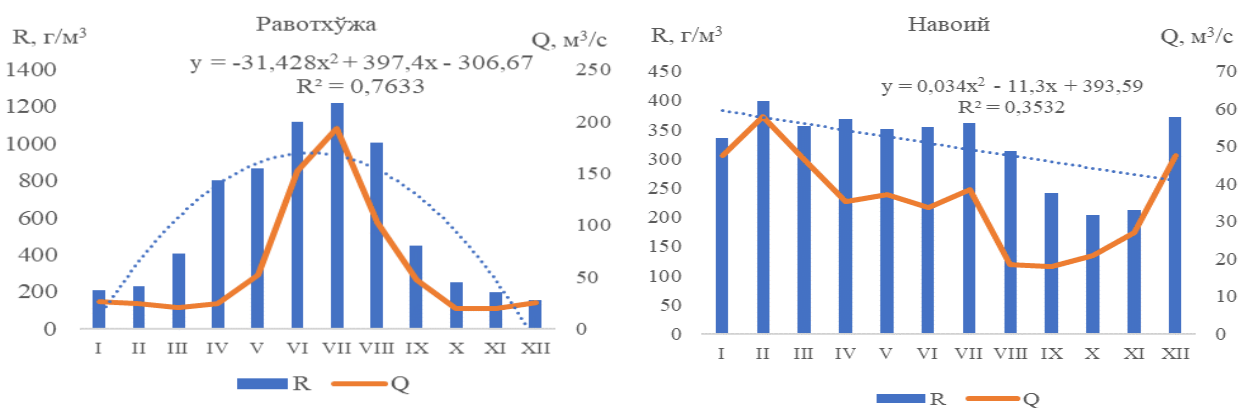 Равотхўжа
R, г/м³
Q, м³/с
y = -31,428x² + 397,4x - 306,67
R² = 0,7633
1400
1200
1000
800
600
400
200
0
250
200
150
100
50
0
I II III IV V VI VII VIII IX X XI XII
R Q
Навоий
R, г/м³
Q, м³/с
y = 0,034x² - 11,3x + 393,59
R² = 0,3532
450
400
350
300
250
200
150
100
50
0
70
60
50
40
30
20
10
0
I II III IV V VI VII VIII IX X XI XII
R Q